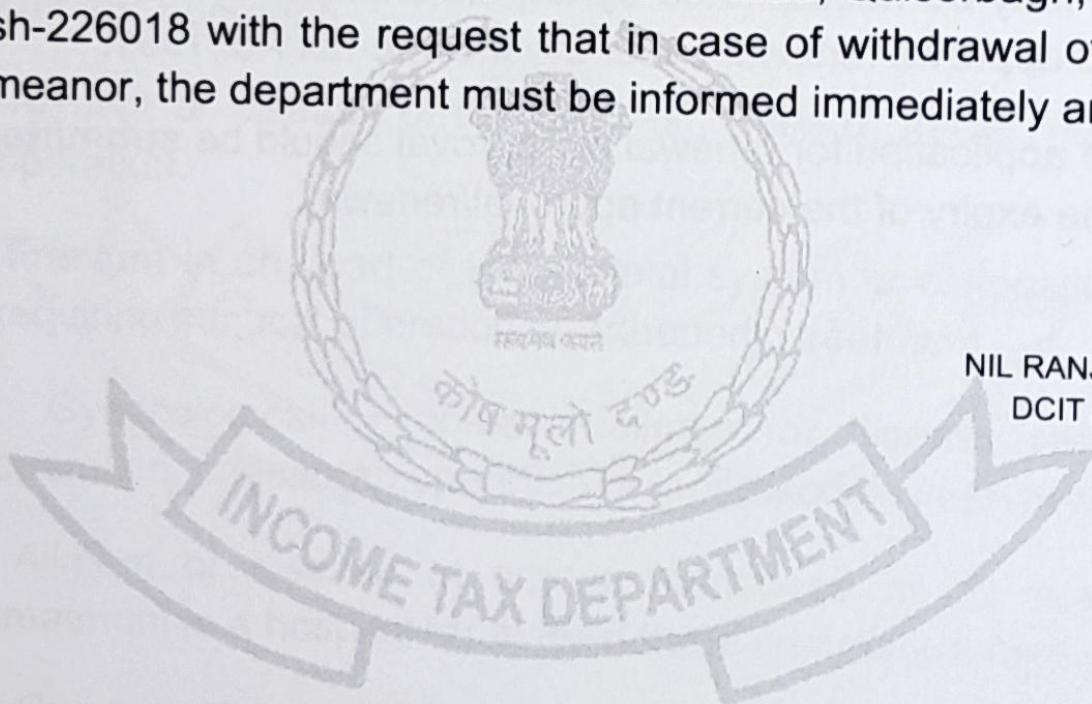 sh-226018 with the request that in case of withdrawal o
meanor, the department must be informed immediately a
सत्यमेव जयते
NIL RAN
DCIT
कोष मूलो दण्ड
INCOME TAX DEPARTMENT